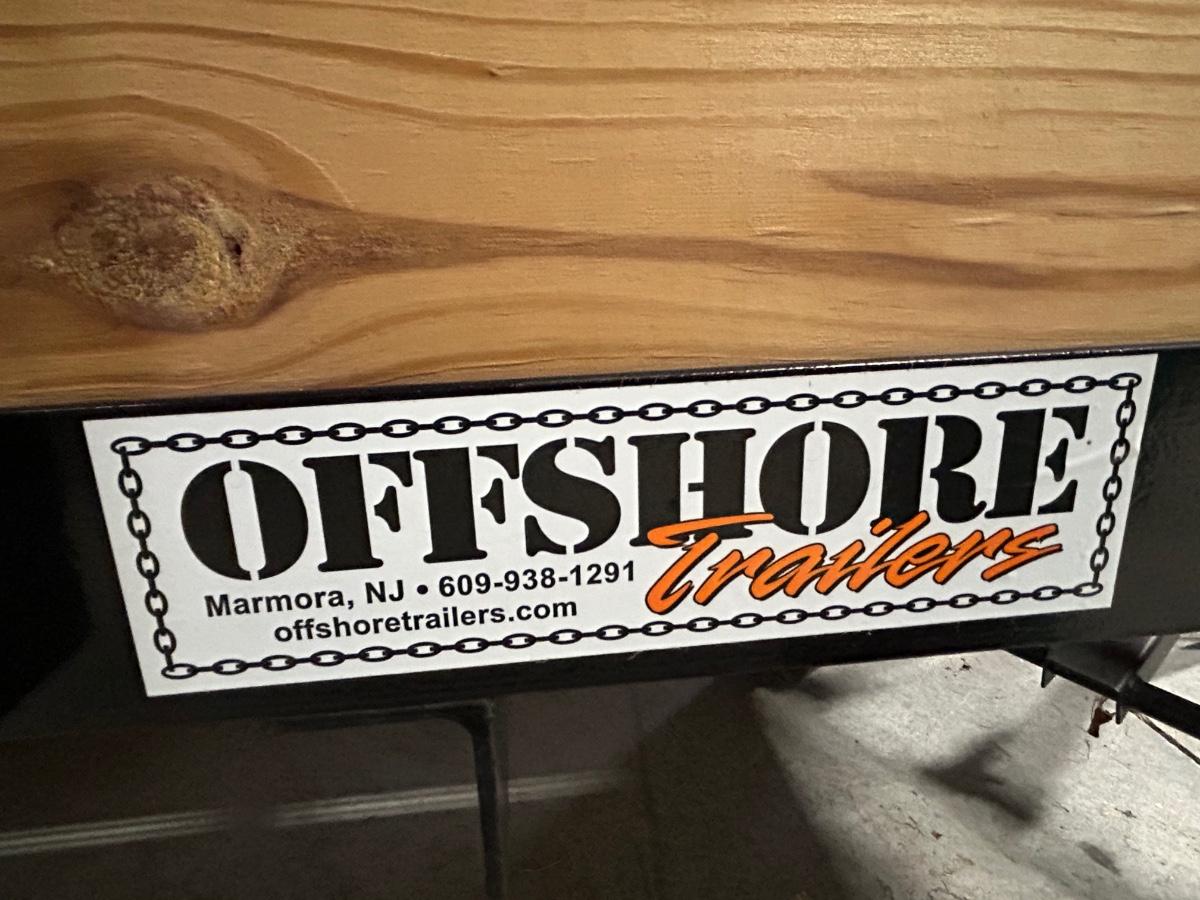 OFFSHORE
Trailers
Marmora, NJ • 609-938-1291
offshoretrailers.com